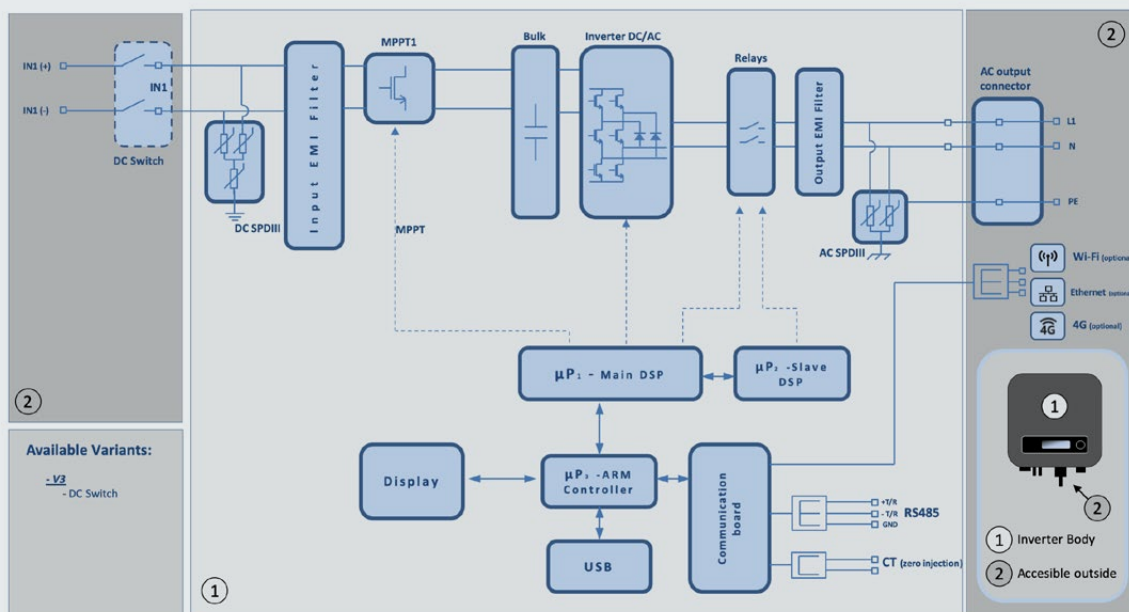 2
IN1 (+)
IN1 (-)
IN1
DC Switch
2
Available Variants:
- V3
- DC Switch
1
DC SPDIII
Input EMI Filter
MPPT1
MPPT
Bulk
Inverter DC/AC
Relays
Output EMI Filter
AC SPDIII
µP₁ - Main DSP
µP₂ -Slave
DSP
Display
µP₃ -ARM
Controller
USB
Communication
board
+T/R
- T/R
GND
RS485
CT (zero injection)
1
2
AC output
connector
L1
N
PE
Wi-Fi (optional)
Ethernet (optional)
4G
4G (optional)
1
2
1 Inverter Body
2 Accesible outside